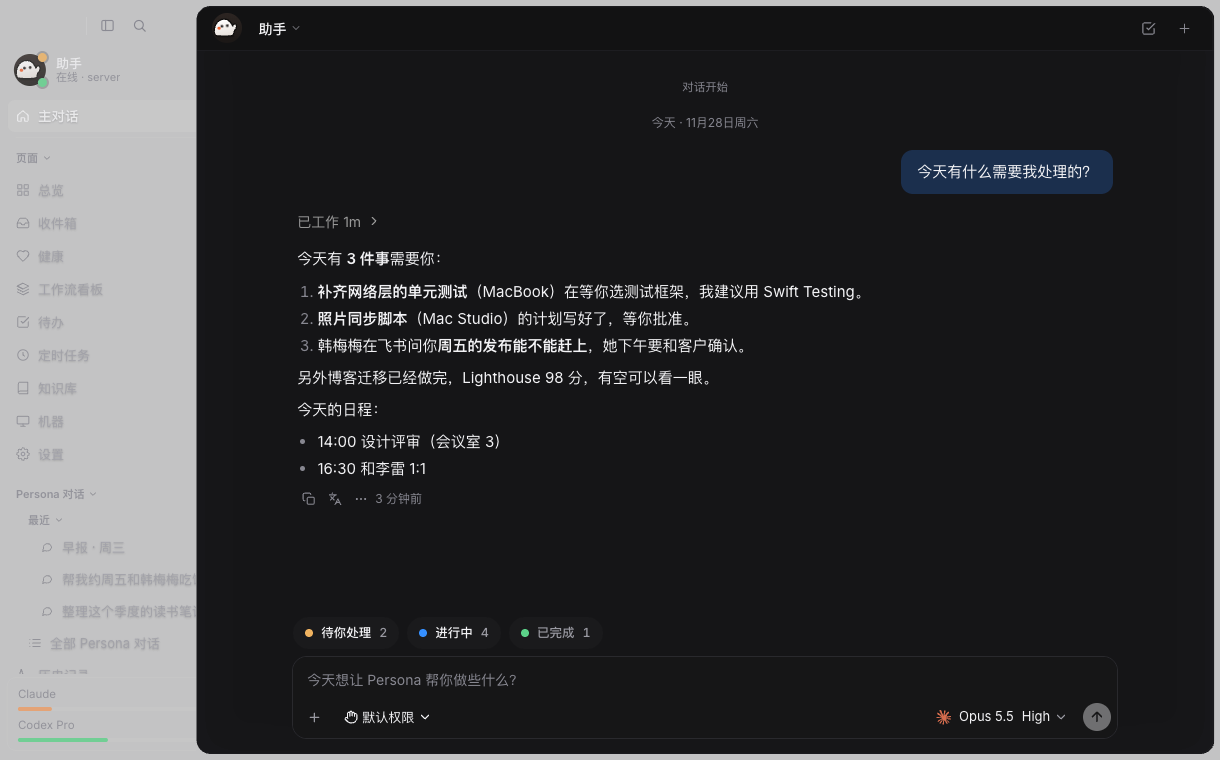 助手
在线 · server
主对话
页面
总览
收件箱
健康
工作流看板
待办
定时任务
知识库
机器
设置
Persona 对话
最近
早报 · 周三
帮我约周五和韩梅梅吃
整理这个季度的读书笔
全部 Persona 对话
Claude
Codex Pro
助手
对话开始
今天 · 11月28日周六
今天有什么需要我处理的?
已工作 1m
今天有 3 件事需要你:
1. 补齐网络层的单元测试（MacBook）在等你选测试框架，我建议用 Swift Testing。
2. 照片同步脚本（Mac Studio）的计划写好了，等你批准。
3. 韩梅梅在飞书问你周五的发布能不能赶上，她下午要和客户确认。
另外博客迁移已经做完，Lighthouse 98 分，有空可以看一眼。
今天的日程:
• 14:00 设计评审（会议室 3）
• 16:30 和李雷 1:1
3 分钟前
待你处理 2 进行中 4 已完成 1
今天想让 Persona 帮你做些什么?
默认权限 Opus 5.5 High